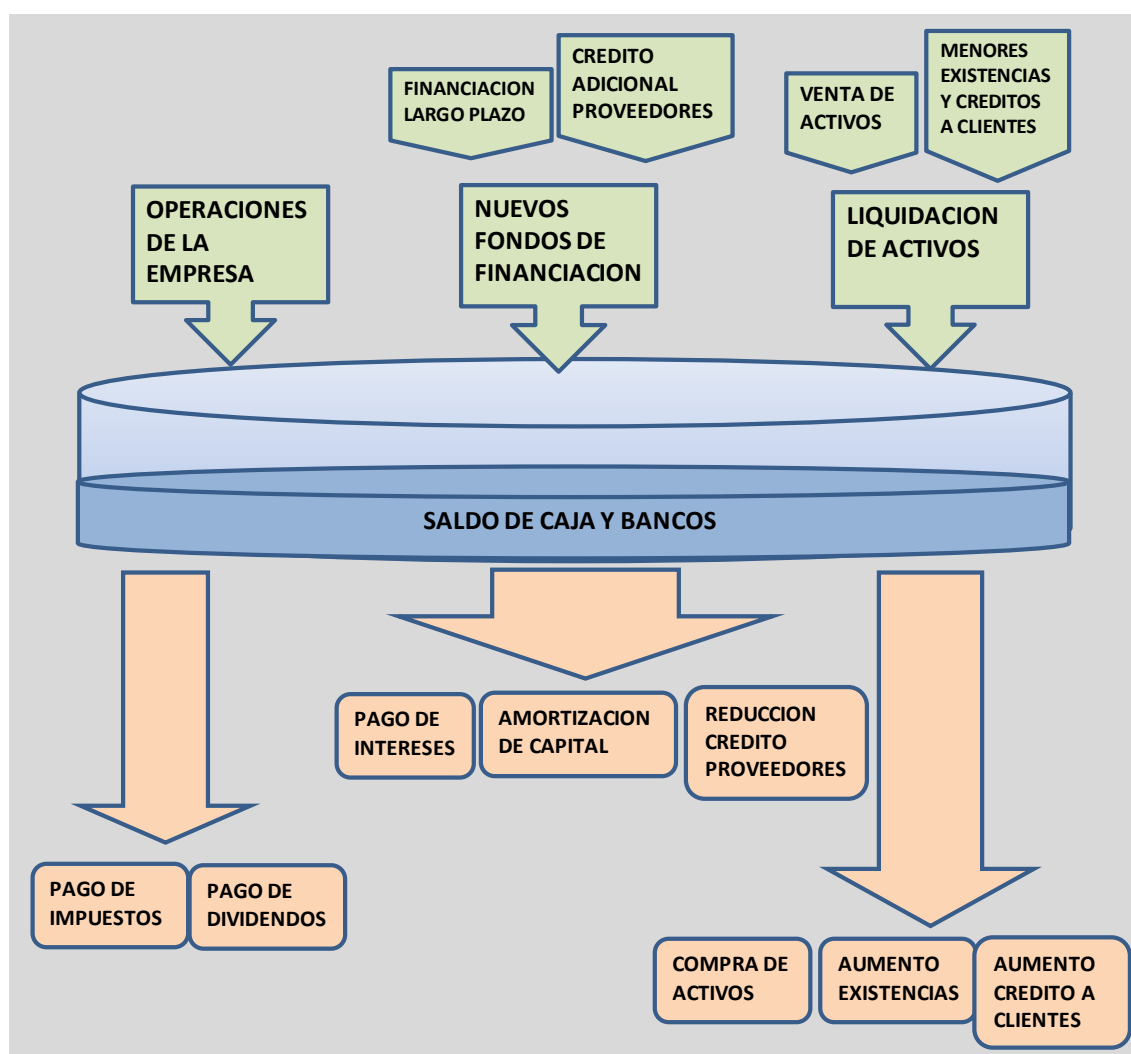 FINANCIACION
LARGO PLAZO
CREDITO
ADICIONAL
PROVEEDORES
VENTA DE
ACTIVOS
MENORES
EXISTENCIAS
Y CREDITOS
A CLIENTES
OPERACIONES
DE LA
EMPRESA
NUEVOS
FONDOS DE
FINANCIACION
LIQUIDACION
DE ACTIVOS
SALDO DE CAJA Y BANCOS
PAGO DE
INTERESES
AMORTIZACION
DE CAPITAL
REDUCCION
CREDITO
PROVEEDORES
PAGO DE
IMPUESTOS
PAGO DE
DIVIDENDOS
COMPRA DE
ACTIVOS
AUMENTO
EXISTENCIAS
AUMENTO
CREDITO A
CLIENTES